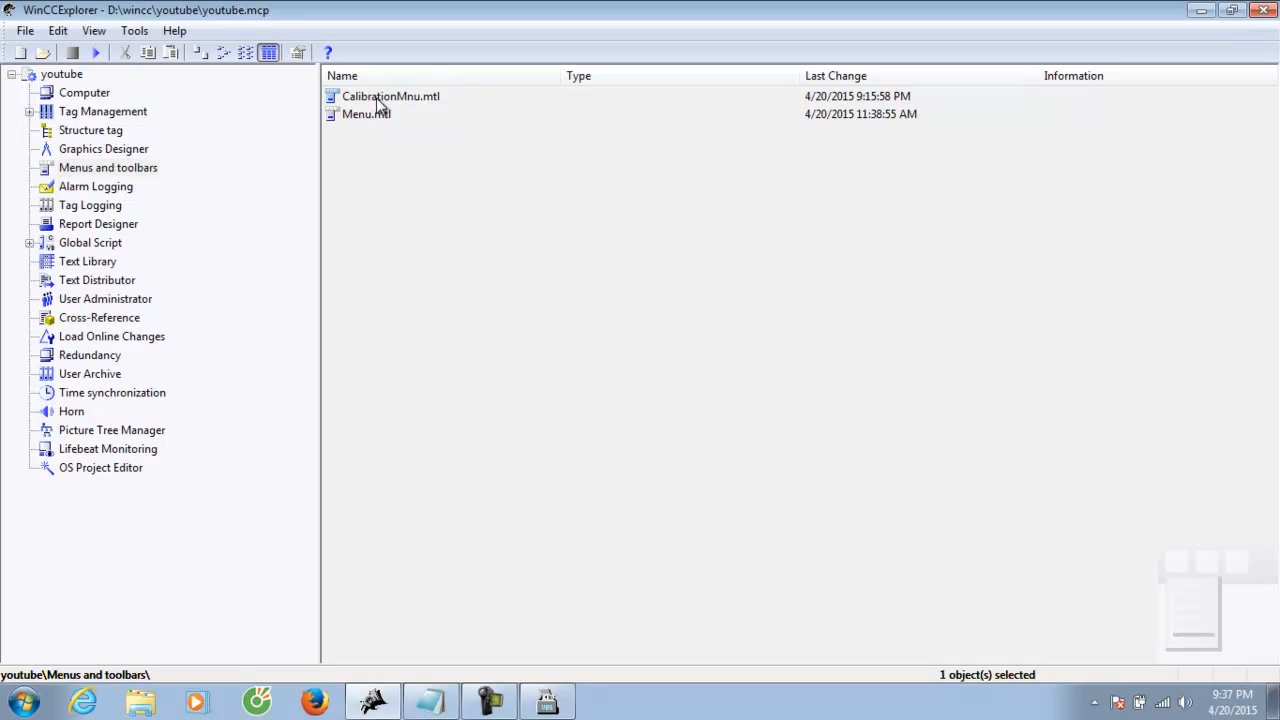 WinCCExplorer - D:\wincc\youtube\youtube.mcp
File Edit View Tools Help
youtube
Computer
Tag Management
Structure tag
Graphics Designer
Menus and toolbars
Alarm Logging
Tag Logging
Report Designer
Global Script
Text Library
Text Distributor
User Administrator
Cross-Reference
Load Online Changes
Redundancy
User Archive
Time synchronization
Horn
Picture Tree Manager
Lifebeat Monitoring
OS Project Editor
Name Type Last Change Information
CalibrationMnu.mtl 4/20/2015 9:15:58 PM
Menu.mtl 4/20/2015 11:38:55 AM
youtube\Menus and toolbars\ 1 object(s) selected
9:37 PM
4/20/2015